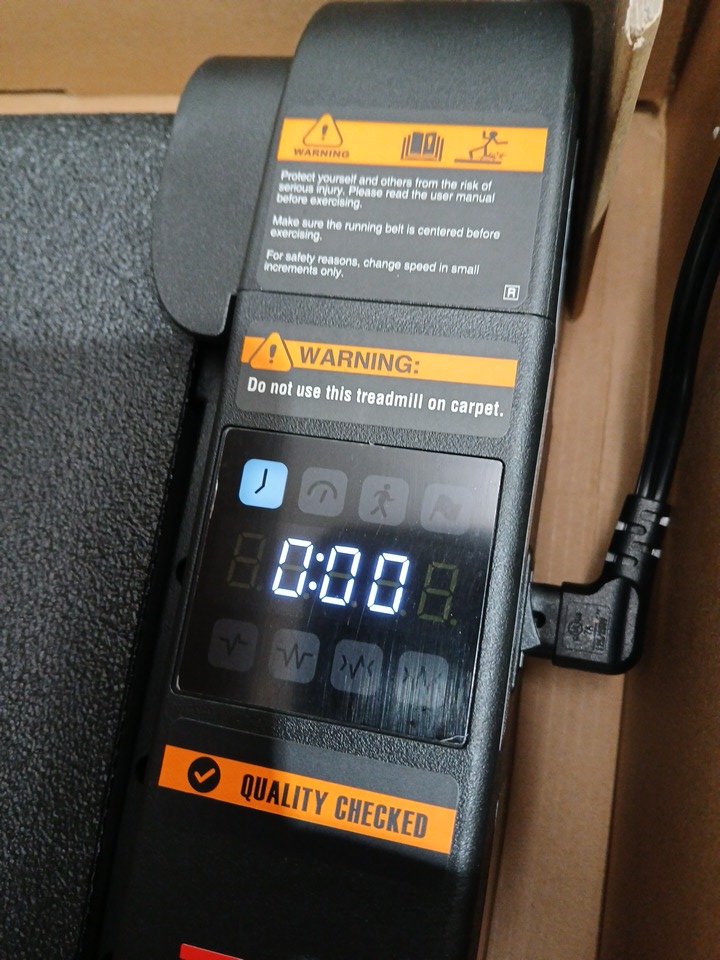 WARNING
Protect yourself and others from the risk of
serious injury. Please read the user manual
before exercising.
Make sure the running belt is centered before
exercising.
For safety reasons, change speed in small
increments only.
R
WARNING:
Do not use this treadmill on carpet.
0:00
QUALITY CHECKED